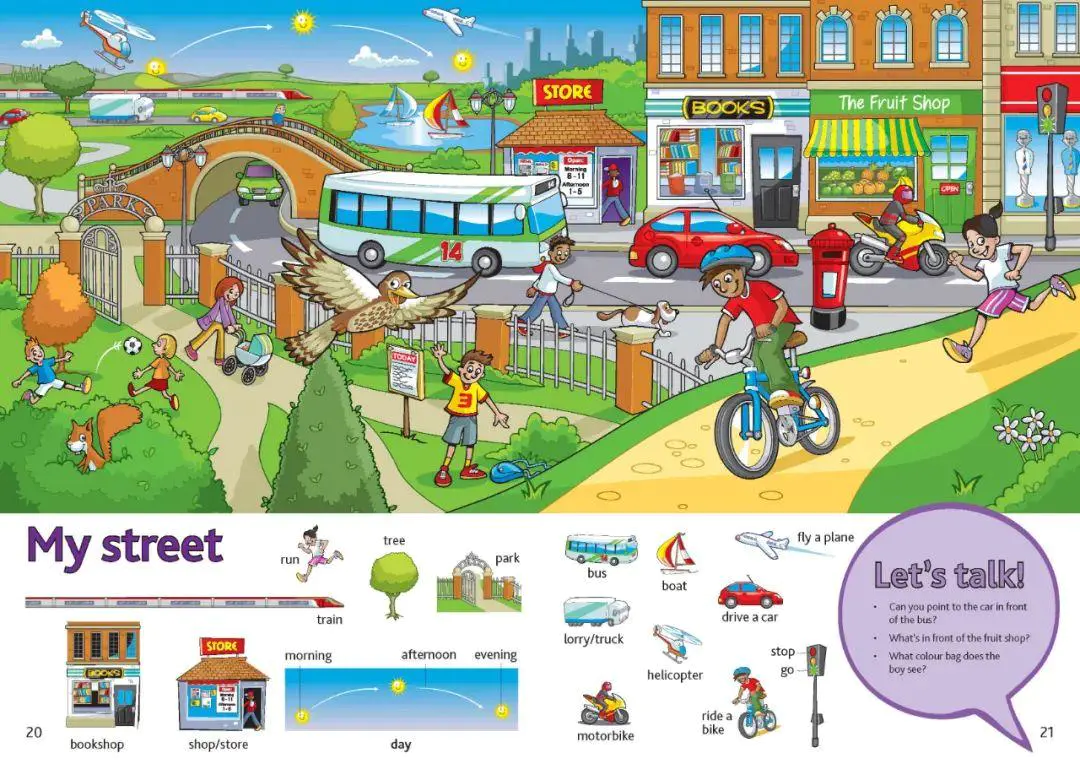 STORE
BOOKS
The Fruit Shop
Open:
Morning
8-11
Afternoon
1-5
OPEN
PARK
14
TODAY
3
My street
run
tree
park
train
bus
boat
fly a plane
lorry/truck
drive a car
helicopter
stop
go
motorbike
ride a
bike
BOOKS
STORE
morning
afternoon
evening
bookshop
shop/store
day
Let's talk!
• Can you point to the car in front
of the bus?
• What's in front of the fruit shop?
• What colour bag does the
boy see?
20
21